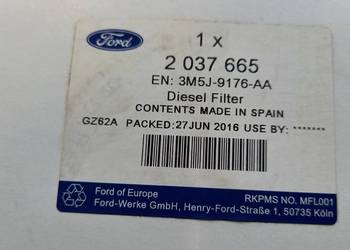 Ford
1 x
2 037 665
EN: 3M5J-9176-AA
Diesel Filter
CONTENTS MADE IN SPAIN
GZ62A PACKED:27JUN 2016 USE BY: -------
Ford of Europe
RKPMS NO. MFL001
Ford-Werke GmbH, Henry-Ford-Straße 1, 50735 Köln